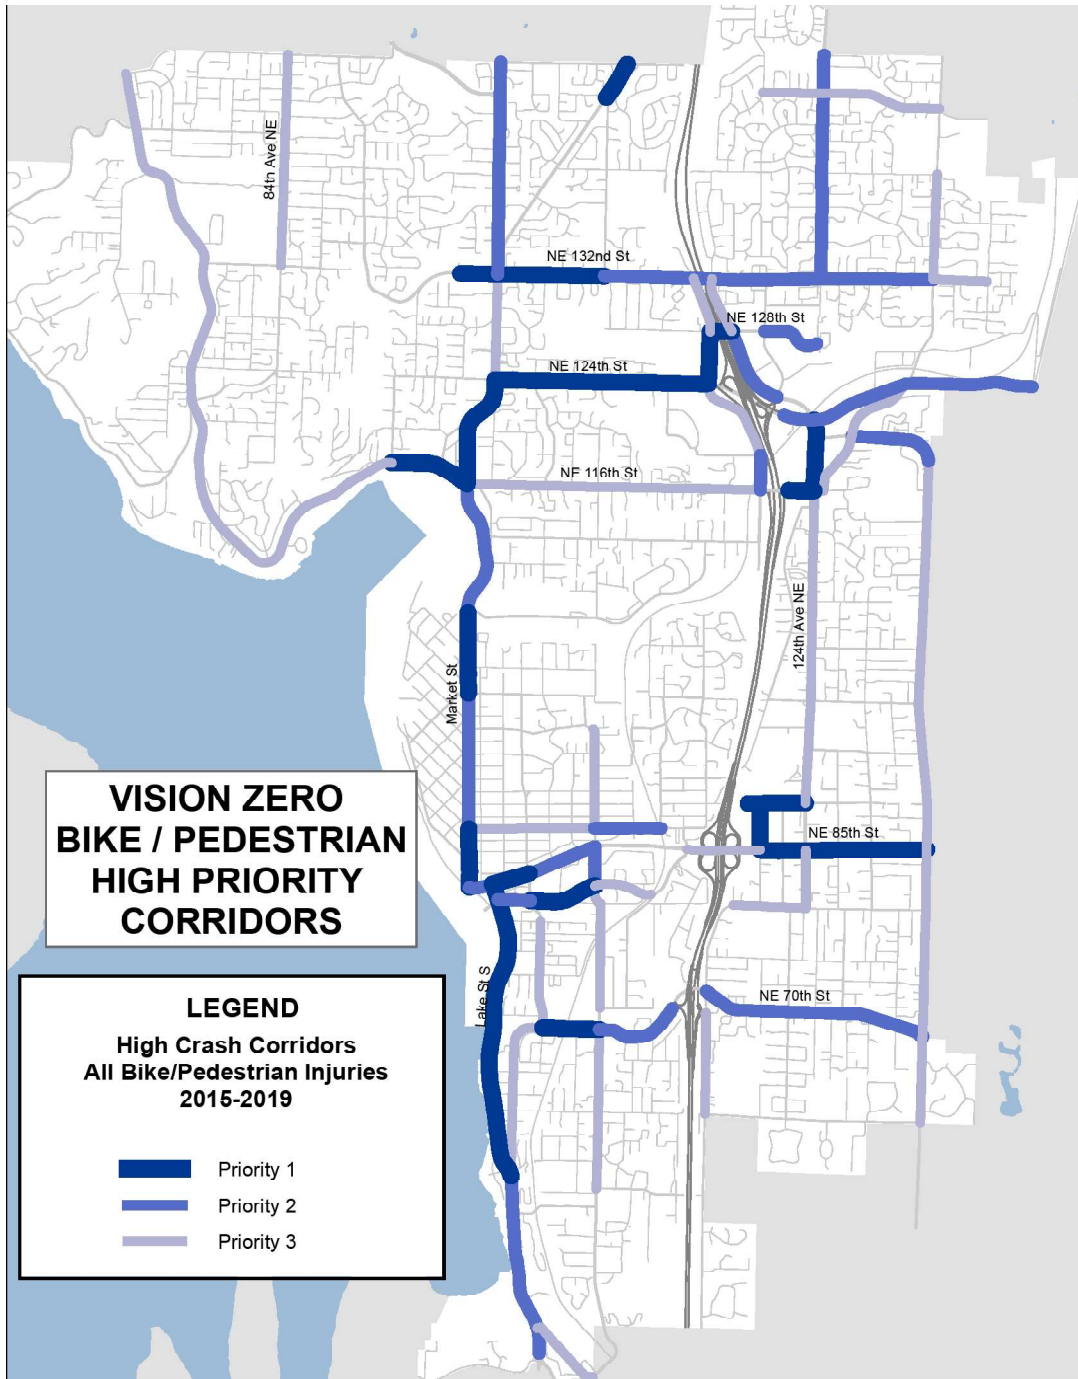 84th Ave NE
NE 132nd St
NE 128th St
NE 124th St
NE 116th St
124th Ave NE
Market St
VISION ZERO
BIKE / PEDESTRIAN
HIGH PRIORITY
CORRIDORS
NE 85th St
Lake St S
NE 70th St
LEGEND
High Crash Corridors
All Bike/Pedestrian Injuries
2015-2019
Priority 1
Priority 2
Priority 3